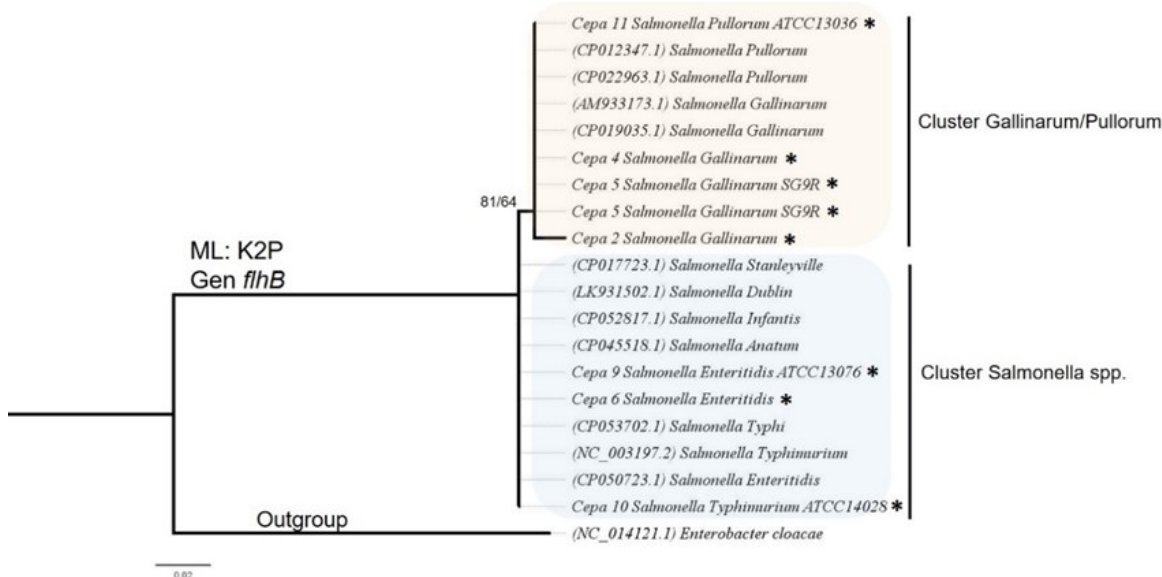 Cepa 11 Salmonella Pullorum ATCC13036 *
(CP012347.1) Salmonella Pullorum
(CP022963.1) Salmonella Pullorum
(AM933173.1) Salmonella Gallinarum
(CP019035.1) Salmonella Gallinarum
Cepa 4 Salmonella Gallinarum *
Cepa 5 Salmonella Gallinarum SG9R *
Cepa 5 Salmonella Gallinarum SG9R *
Cepa 2 Salmonella Gallinarum *
Cluster Gallinarum/Pullorum
81/64
ML: K2P
Gen flhB
(CP017723.1) Salmonella Stanleyville
(LK931502.1) Salmonella Dublin
(CP052817.1) Salmonella Infantis
(CP045518.1) Salmonella Anatum
Cepa 9 Salmonella Enteritidis ATCC13076 *
Cepa 6 Salmonella Enteritidis *
(CP053702.1) Salmonella Typhi
(NC_003197.2) Salmonella Typhimurium
(CP050723.1) Salmonella Enteritidis
Cepa 10 Salmonella Typhimurium ATCC14028 *
Cluster Salmonella spp.
Outgroup
(NC_014121.1) Enterobacter cloacae
0.02